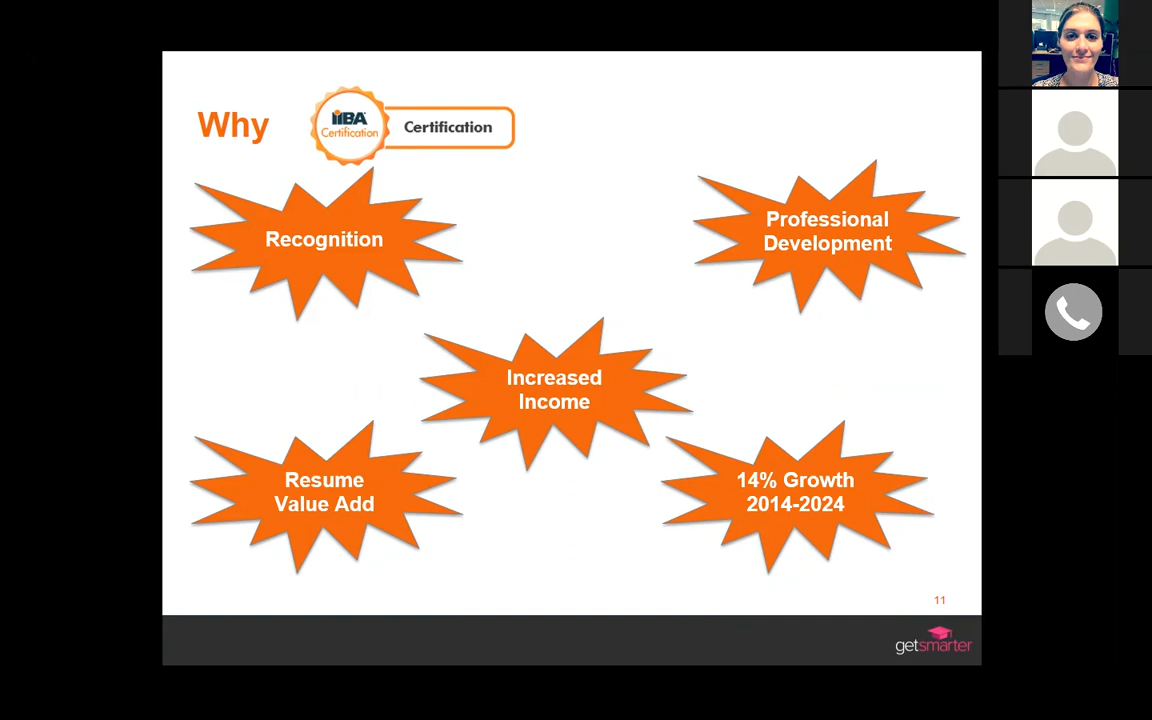 Why
IIBA
Certification
Certification
Recognition
Professional
Development
Increased
Income
Resume
Value Add
14% Growth
2014-2024
11
getsmarter